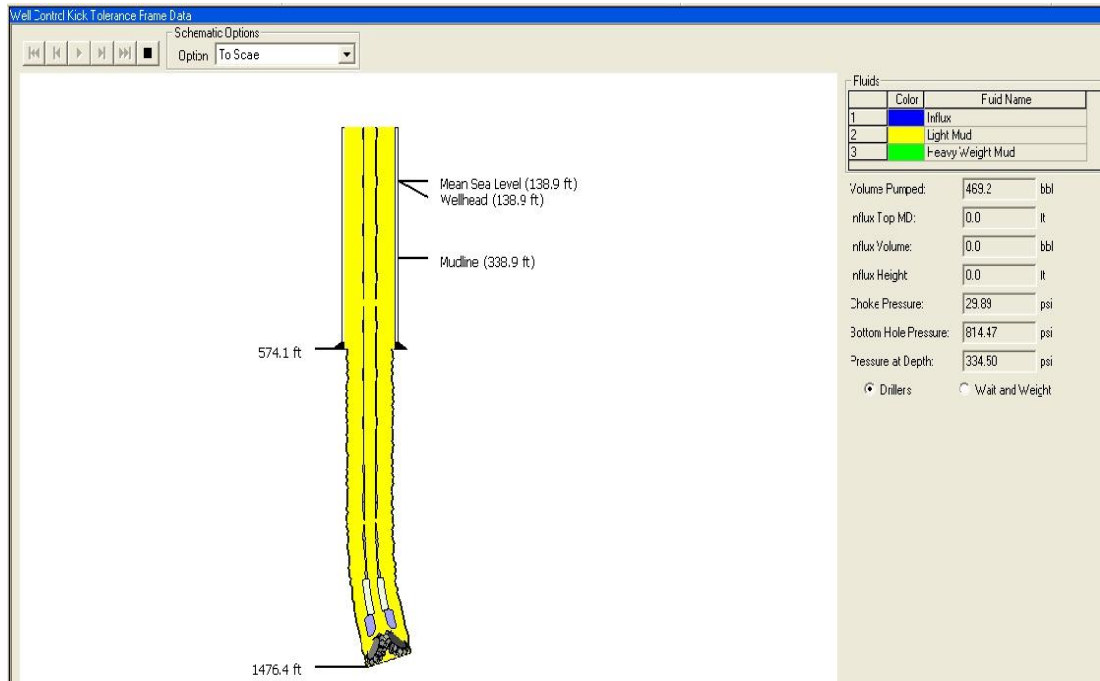 Well Control Kick Tolerance Frame Data
Schematic Options
Option To Scae
Mean Sea Level (138.9 ft)
Wellhead (138.9 ft)
Mudline (338.9 ft)
574.1 ft
1476.4 ft
Fluids
Color Fuid Name
1 Influx
2 Light Mud
3 Heavy Weight Mud
Volume Pumped: 469.2 bbl
Influx Top MD: 0.0 ft
Influx Volume: 0.0 bbl
Influx Height 0.0 ft
Choke Pressure: 29.89 psi
Bottom Hole Pressure: 814.47 psi
Pressure at Depth: 334.50 psi
Drillers Wait and Weight